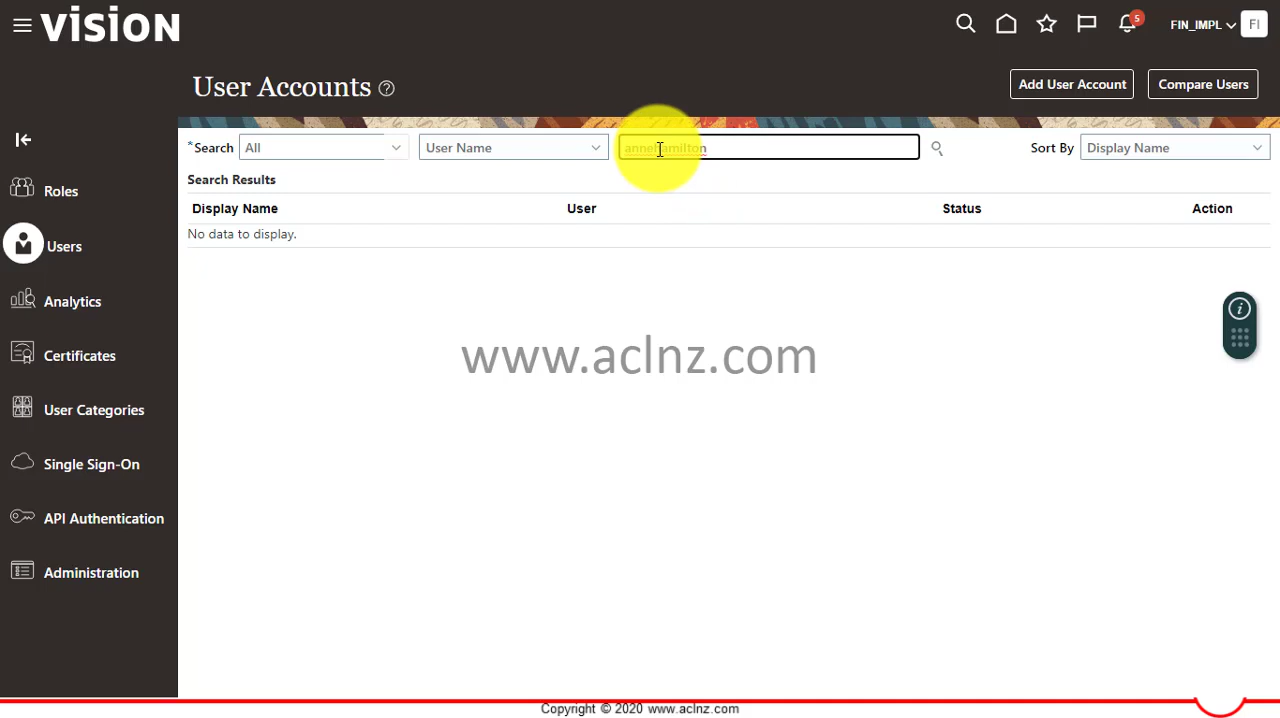 vision
5
FIN_IMPL
FI
User Accounts
Add User Account
Compare Users
*Search
All
User Name
annehamilton
Sort By
Display Name
Search Results
Display Name
User
Status
Action
No data to display.
Roles
Users
Analytics
Certificates
User Categories
Single Sign-On
API Authentication
Administration
www.aclnz.com
Copyright © 2020 www.aclnz.com